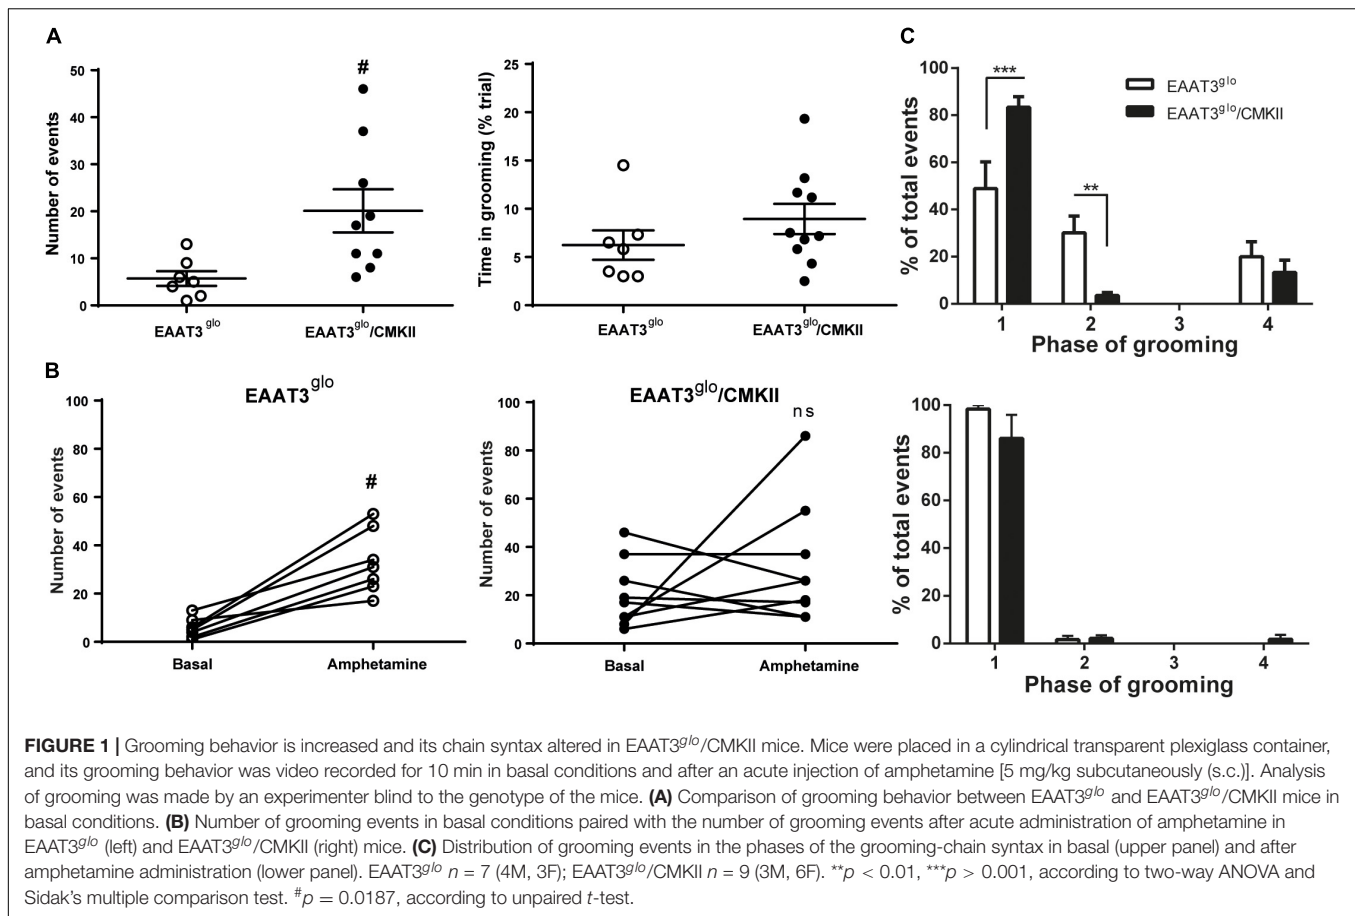 A
Number of events
50
40
30
20
10
0
#
EAAT3glo
EAAT3glo/CMKII
Time in grooming (% trial)
25
20
15
10
5
0
EAAT3glo
EAAT3glo/CMKII
C
% of total events
100
80
60
40
20
0
***
**
EAAT3glo
EAAT3glo/CMKII
1 2 3 4
Phase of grooming
B
EAAT3glo
Number of events
100
80
60
40
20
0
#
Basal Amphetamine
EAAT3glo/CMKII
ns
Number of events
100
80
60
40
20
0
Basal Amphetamine
% of total events
100
80
60
40
20
0
1 2 3 4
Phase of grooming
FIGURE 1 | Grooming behavior is increased and its chain syntax altered in EAAT3glo/CMKII mice. Mice were placed in a cylindrical transparent plexiglass container,
and its grooming behavior was video recorded for 10 min in basal conditions and after an acute injection of amphetamine [5 mg/kg subcutaneously (s.c.)]. Analysis
of grooming was made by an experimenter blind to the genotype of the mice. (A) Comparison of grooming behavior between EAAT3glo and EAAT3glo/CMKII mice in
basal conditions. (B) Number of grooming events in basal conditions paired with the number of grooming events after acute administration of amphetamine in
EAAT3glo (left) and EAAT3glo/CMKII (right) mice. (C) Distribution of grooming events in the phases of the grooming-chain syntax in basal (upper panel) and after
amphetamine administration (lower panel). EAAT3glo n = 7 (4M, 3F); EAAT3glo/CMKII n = 9 (3M, 6F). **p < 0.01, ***p > 0.001, according to two-way ANOVA and
Sidak's multiple comparison test. #p = 0.0187, according to unpaired t-test.